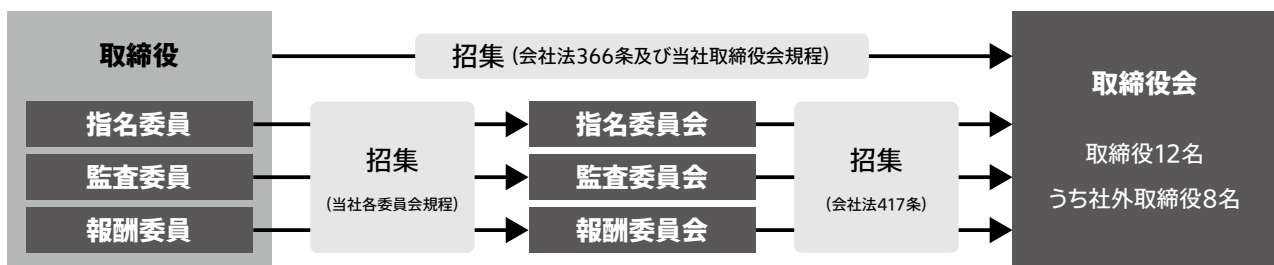 取締役
招集(会社法366条及び当社取締役会規程)
指名委員
監査委員
報酬委員
招集
(当社各委員会規程)
指名委員会
監査委員会
報酬委員会
招集
(会社法417条)
取締役会
取締役12名
うち社外取締役8名